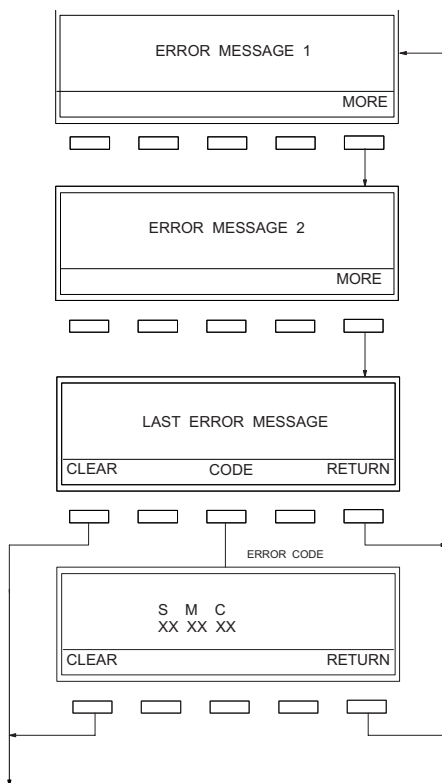 ERROR MESSAGE 1
MORE
ERROR MESSAGE 2
MORE
LAST ERROR MESSAGE
CLEAR CODE RETURN
ERROR CODE
S M C
XX XX XX
CLEAR RETURN